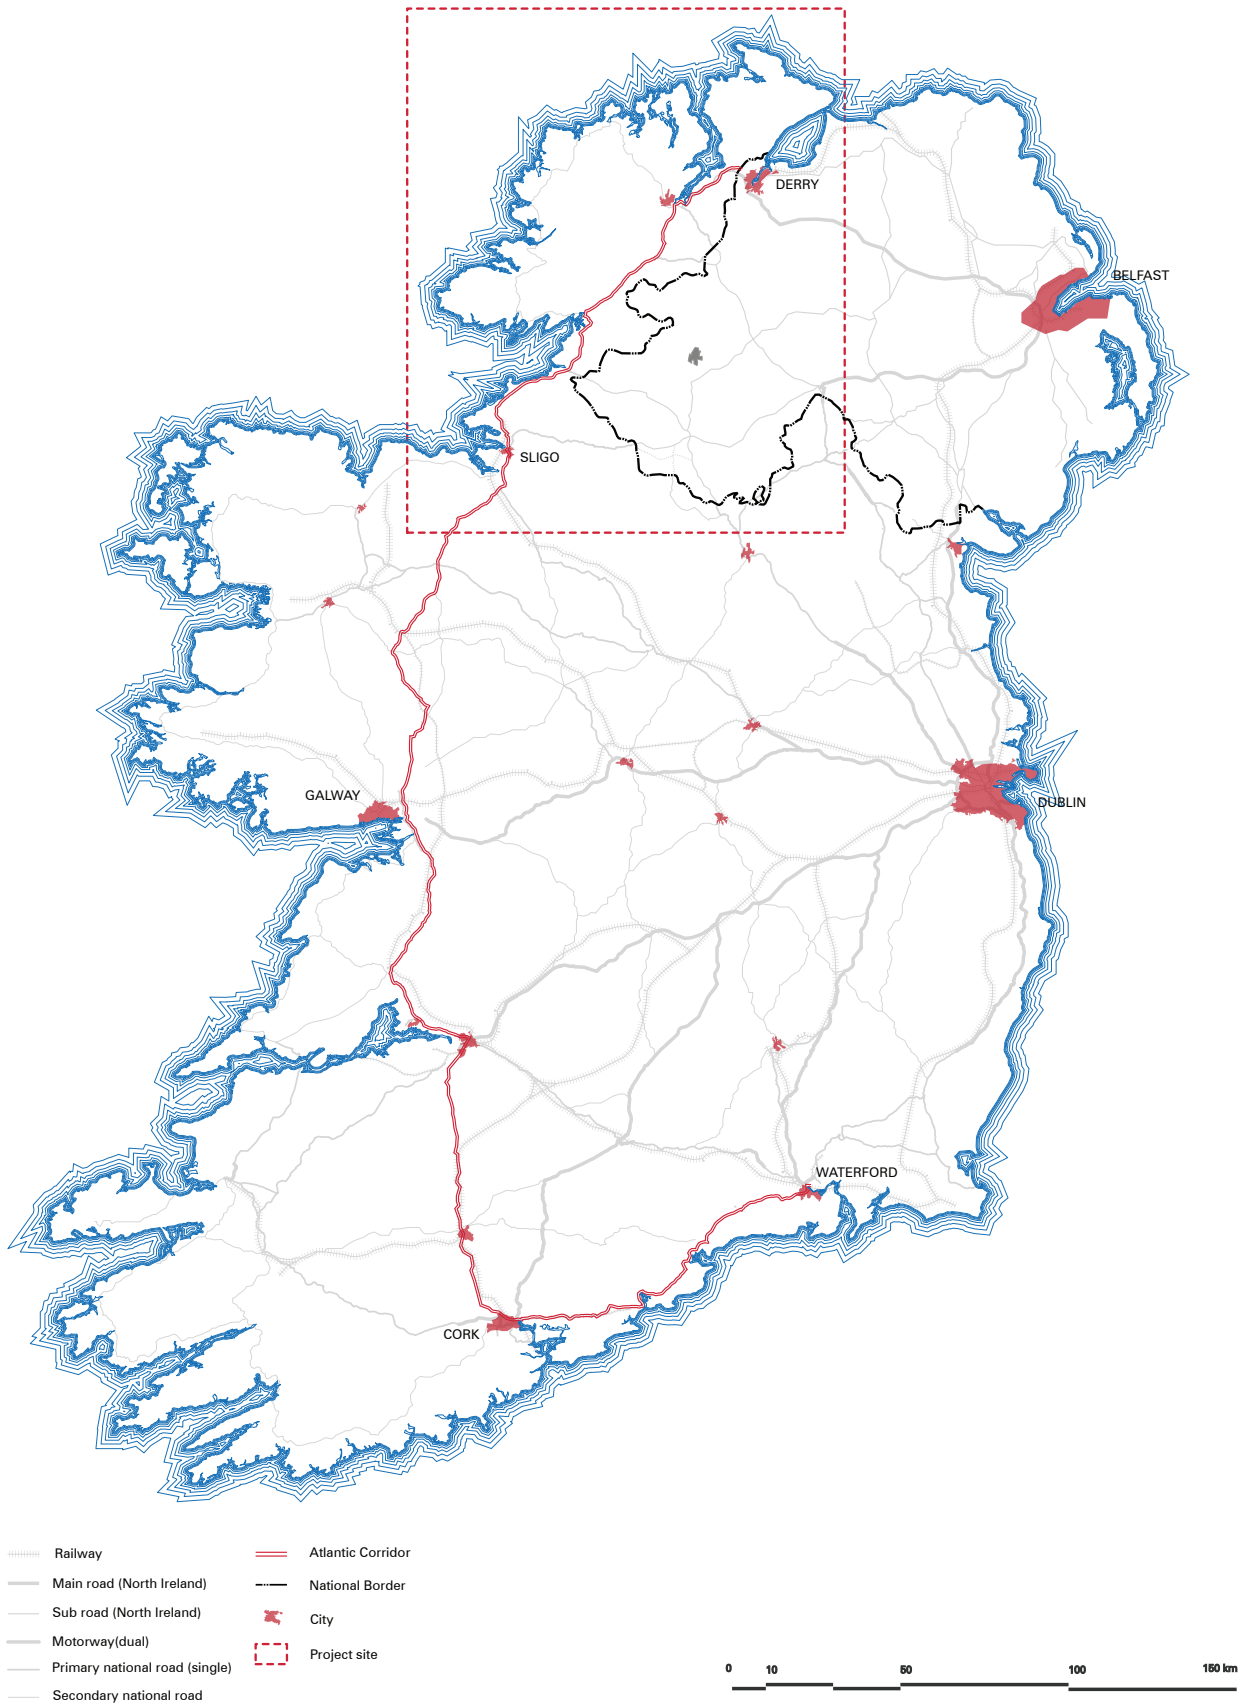 DERRY
BELFAST
SLIGO
GALWAY
DUBLIN
WATERFORD
CORK
Railway
Main road (North Ireland)
Sub road (North Ireland)
Motorway(dual)
Primary national road (single)
Secondary national road
Atlantic Corridor
National Border
City
Project site
0 10 50 100 150 km